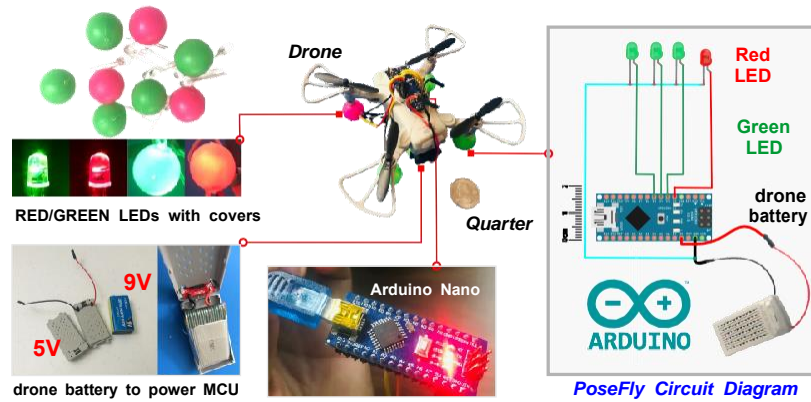 Drone
RED/GREEN LEDs with covers
Quarter
9V
5V
drone battery to power MCU
Arduino Nano
Red
LED
Green
LED
drone
battery
ARDUINO
PoseFly Circuit Diagram